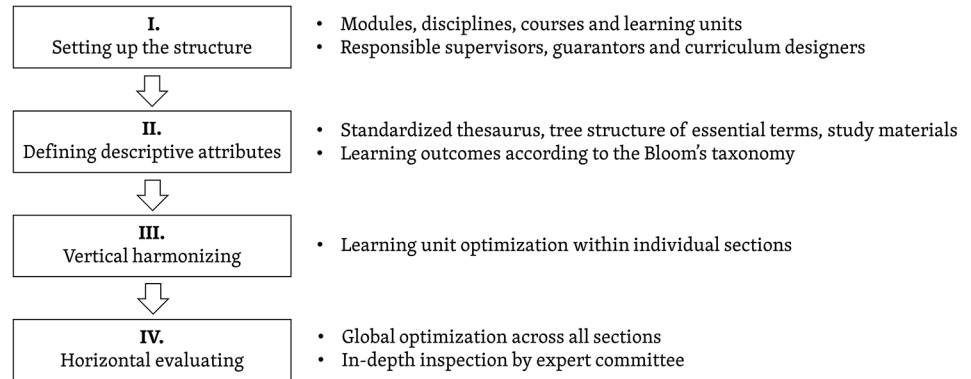 I.
Setting up the structure
• Modules, disciplines, courses and learning units
• Responsible supervisors, guarantors and curriculum designers
II.
Defining descriptive attributes
• Standardized thesaurus, tree structure of essential terms, study materials
• Learning outcomes according to the Bloom's taxonomy
III.
Vertical harmonizing
• Learning unit optimization within individual sections
IV.
Horizontal evaluating
• Global optimization across all sections
• In-depth inspection by expert committee